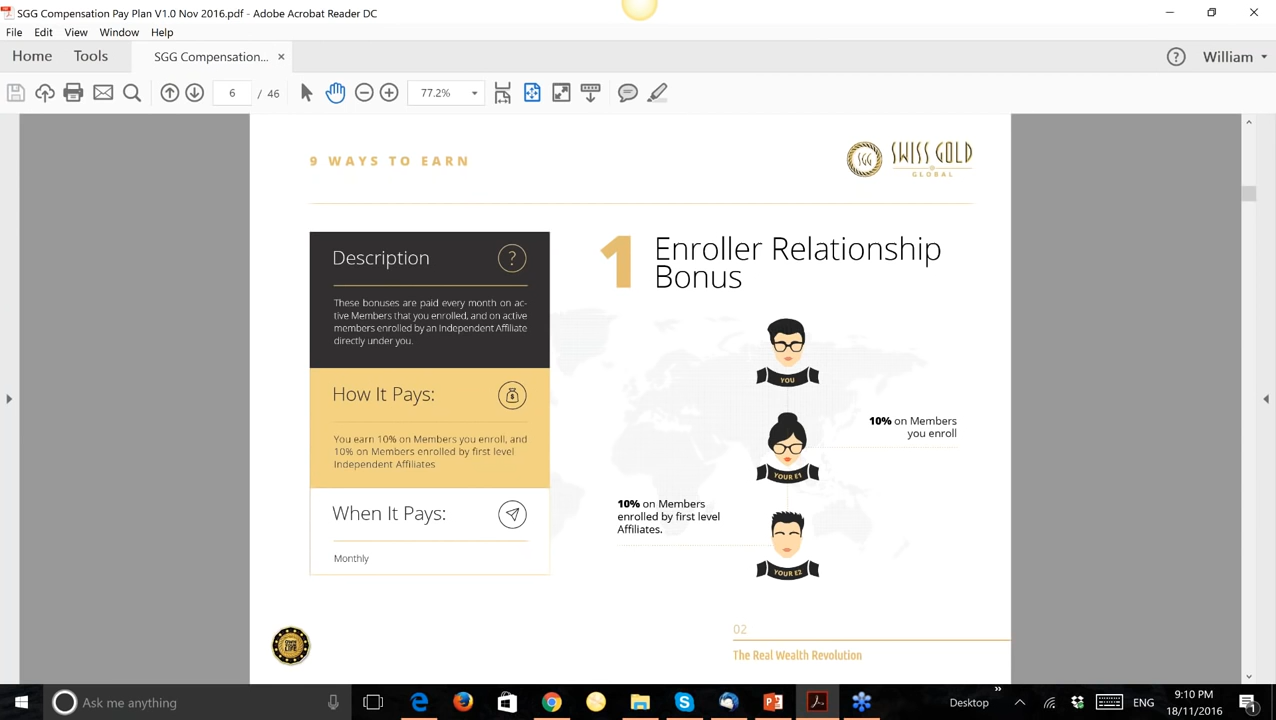 SGG Compensation Pay Plan V1.0 Nov 2016.pdf - Adobe Acrobat Reader DC
File Edit View Window Help
Home Tools SGG Compensation... × ? William
6 / 46 77.2%
9 WAYS TO EARN
SGG SWISS GOLD
GLOBAL
Description ?
These bonuses are paid every month on ac-
tive Members that you enrolled, and on active
members enrolled by an Independent Affiliate
directly under you.
How It Pays:
You earn 10% on Members you enroll, and
10% on Members enrolled by first level
Independent Affiliates
When It Pays:
Monthly
1 Enroller Relationship
Bonus
YOU
10% on Members
you enroll
YOUR E1
10% on Members
enrolled by first level
Affiliates.
YOUR E2
02
The Real Wealth Revolution
Ask me anything
Desktop
ENG
9:10 PM
18/11/2016
1